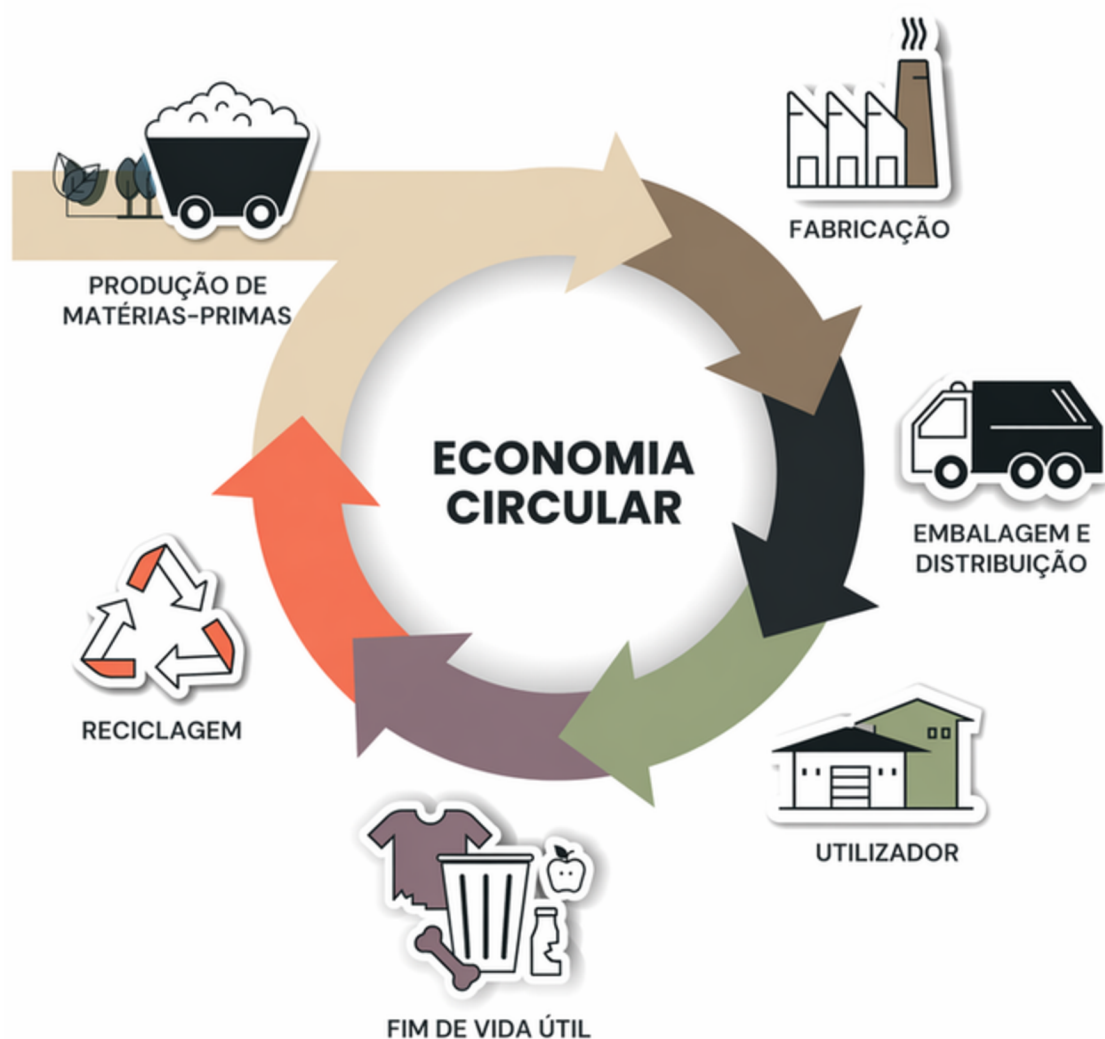 FABRICAÇÃO
PRODUÇÃO DE
MATÉRIAS-PRIMAS
ECONOMIA
CIRCULAR
EMBALAGEM E
DISTRIBUIÇÃO
RECICLAGEM
UTILIZADOR
FIM DE VIDA ÚTIL